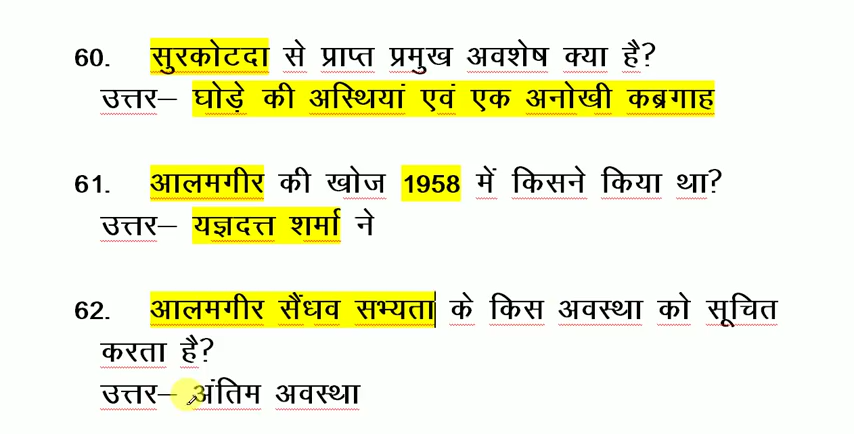 60. सुरकोटदा से प्राप्त प्रमुख अवशेष क्या है?
उत्तर– घोड़े की अस्थियां एवं एक अनोखी कब्रगाह
61. आलमगीर की खोज 1958 में किसने किया था?
उत्तर– यज्ञदत्त शर्मा ने
62. आलमगीर सैंधव सभ्यता के किस अवस्था को सूचित
करता है?
उत्तर– अंतिम अवस्था